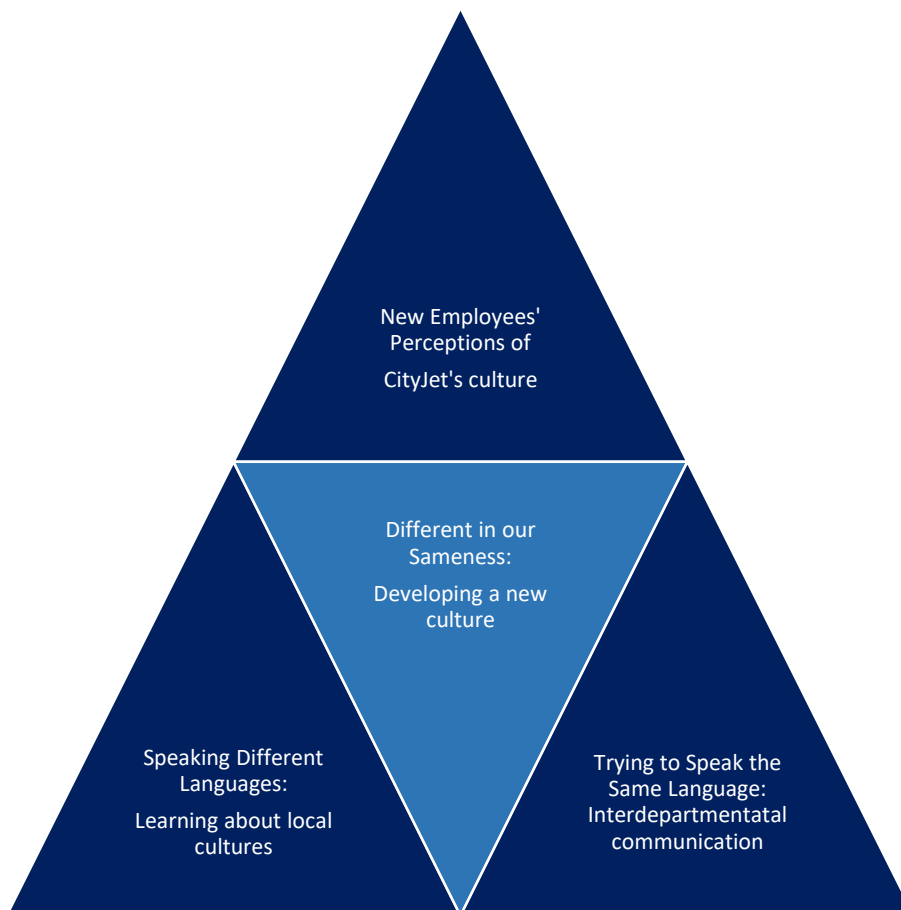 New Employees'
Perceptions of
CityJet's culture
Different in our
Sameness:
Developing a new
culture
Speaking Different
Languages:
Learning about local
cultures
Trying to Speak the
Same Language:
Interdepartmentatal
communication